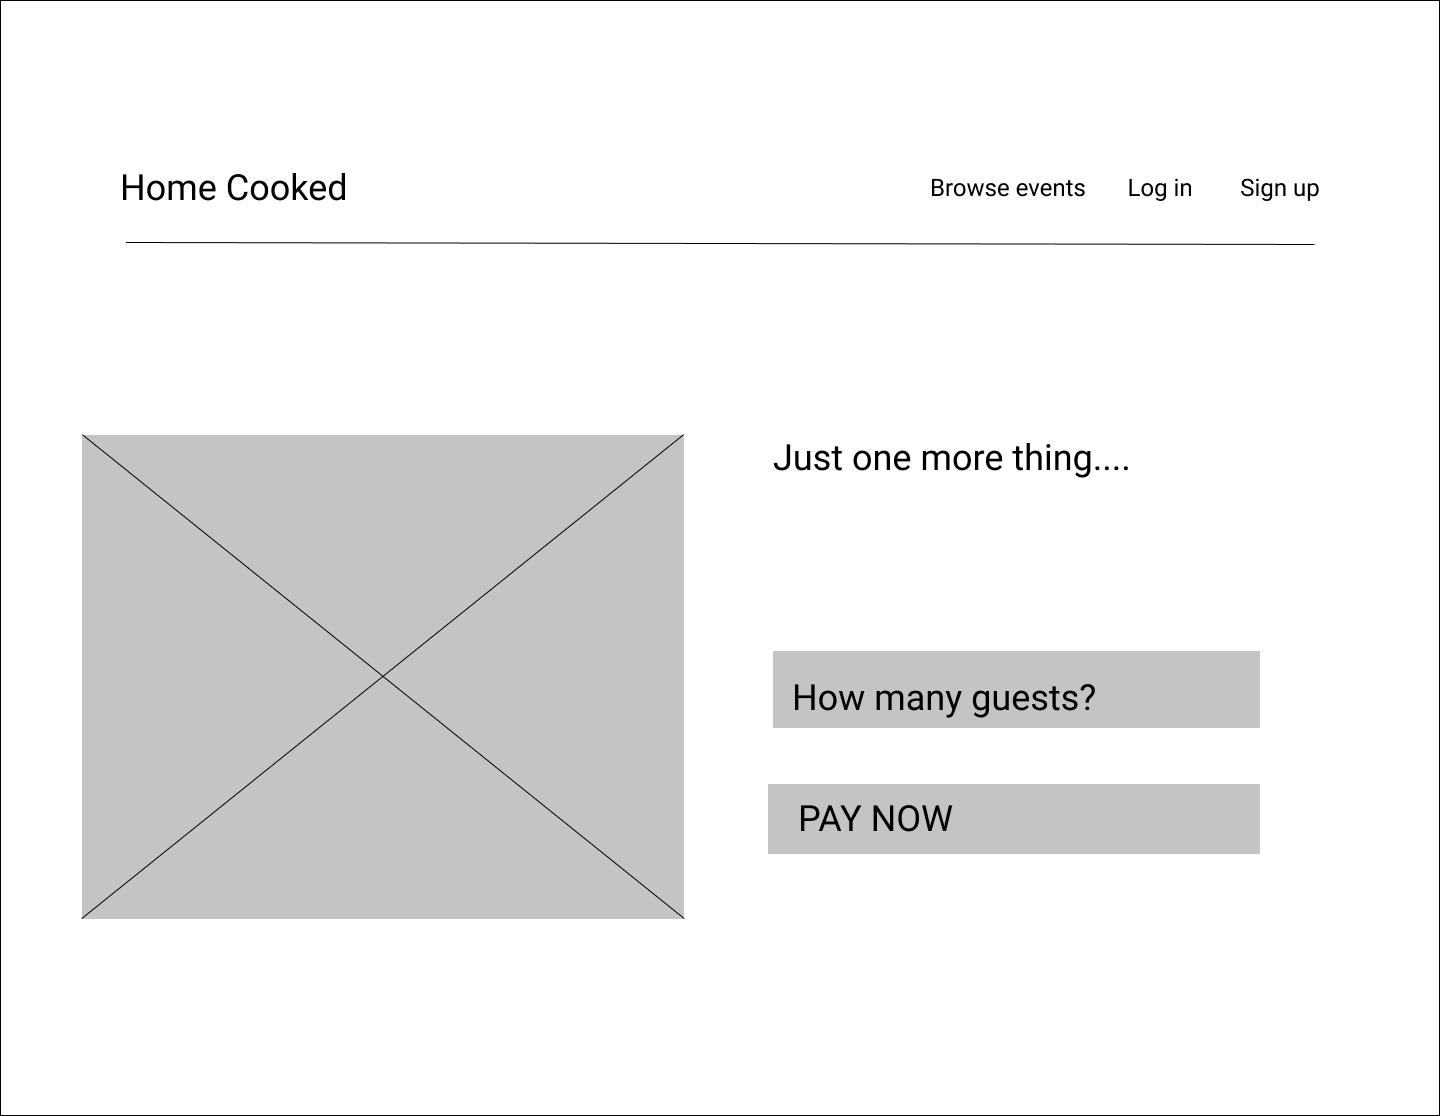 Home Cooked
Browse events
Log in
Sign up
Just one more thing....
How many guests?
PAY NOW